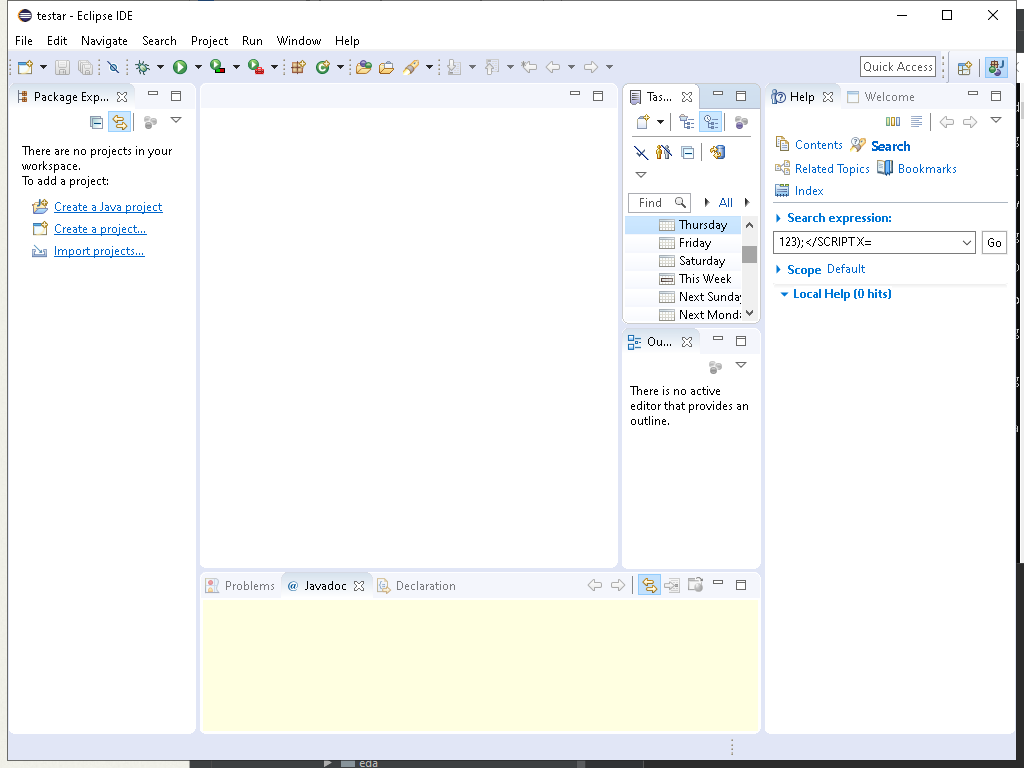 testar - Eclipse IDE
File Edit Navigate Search Project Run Window Help
Quick Access
Package Exp...
There are no projects in your
workspace.
To add a project:
Create a Java project
Create a project...
Import projects...
Tas...
Find All
Thursday
Friday
Saturday
This Week
Next Sunday
Next Mond
Ou...
There is no active
editor that provides an
outline.
Help Welcome
Contents Search
Related Topics Bookmarks
Index
Search expression:
123);</SCRIPT X=
Go
Scope Default
Local Help (0 hits)
Problems @ Javadoc Declaration
eda